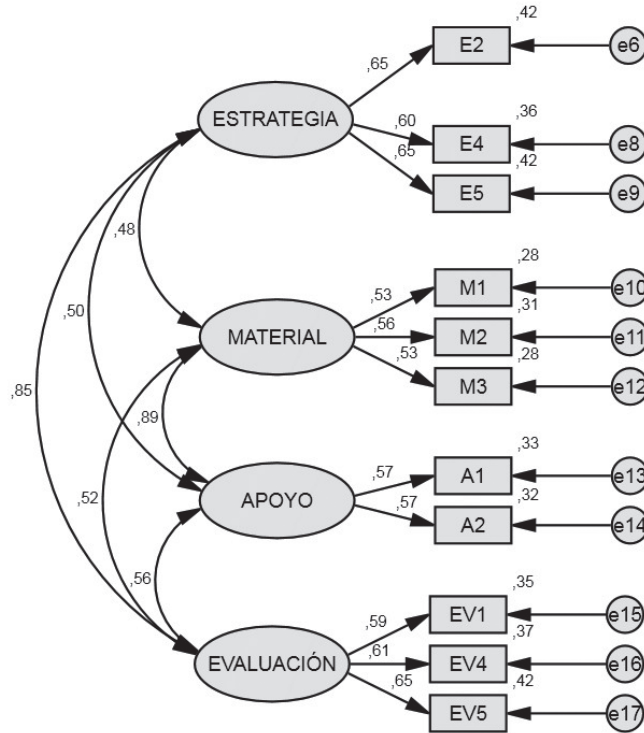 ,42
,65 E2 e6
ESTRATEGIA ,60 ,36
E4 e8
,65 ,42
E5 e9
,48
,28
,50 ,53 M1 e10
,31
MATERIAL ,56 M2 e11
,53 ,28
M3 e12
,85 ,89
,33
,57 A1 e13
,52 APOYO ,57 ,32
A2 e14
,56
,35
,59 EV1 e15
,37
EVALUACIÓN ,61 EV4 e16
,65 ,42
EV5 e17